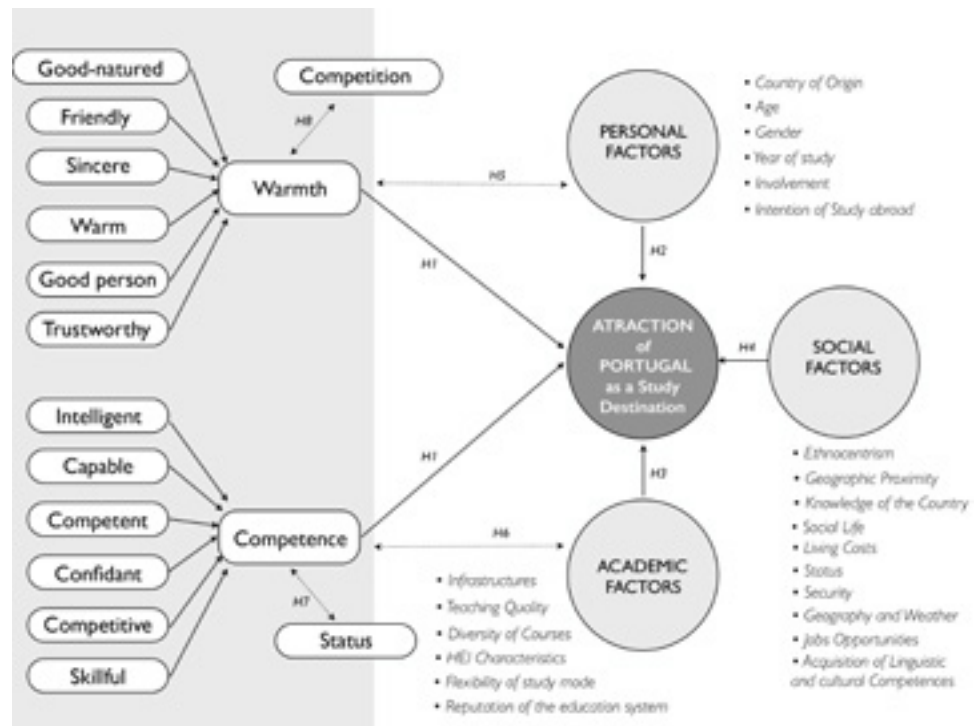 Good-natured
Friendly
Sincere
Warm
Good person
Trustworthy
Competition
H8
Warmth
H5
H1
PERSONAL
FACTORS
• Country of Origin
• Age
• Gender
• Year of study
• Involvement
• Intention of Study abroad
H2
ATRACTION
of
PORTUGAL
as a Study
Destination
H4
SOCIAL
FACTORS
• Ethnocentrism
• Geographic Proximity
• Knowledge of the Country
• Social Life
• Living Costs
• Status
• Security
• Geography and Weather
• Jobs Opportunities
• Acquisition of Linguistic
and cultural Competences
Intelligent
Capable
Competent
Confidant
Competitive
Skillful
Competence
H1
H6
H7
Status
H3
ACADEMIC
FACTORS
• Infrastructures
• Teaching Quality
• Diversity of Courses
• HEI Characteristics
• Flexibility of study mode
• Reputation of the education system